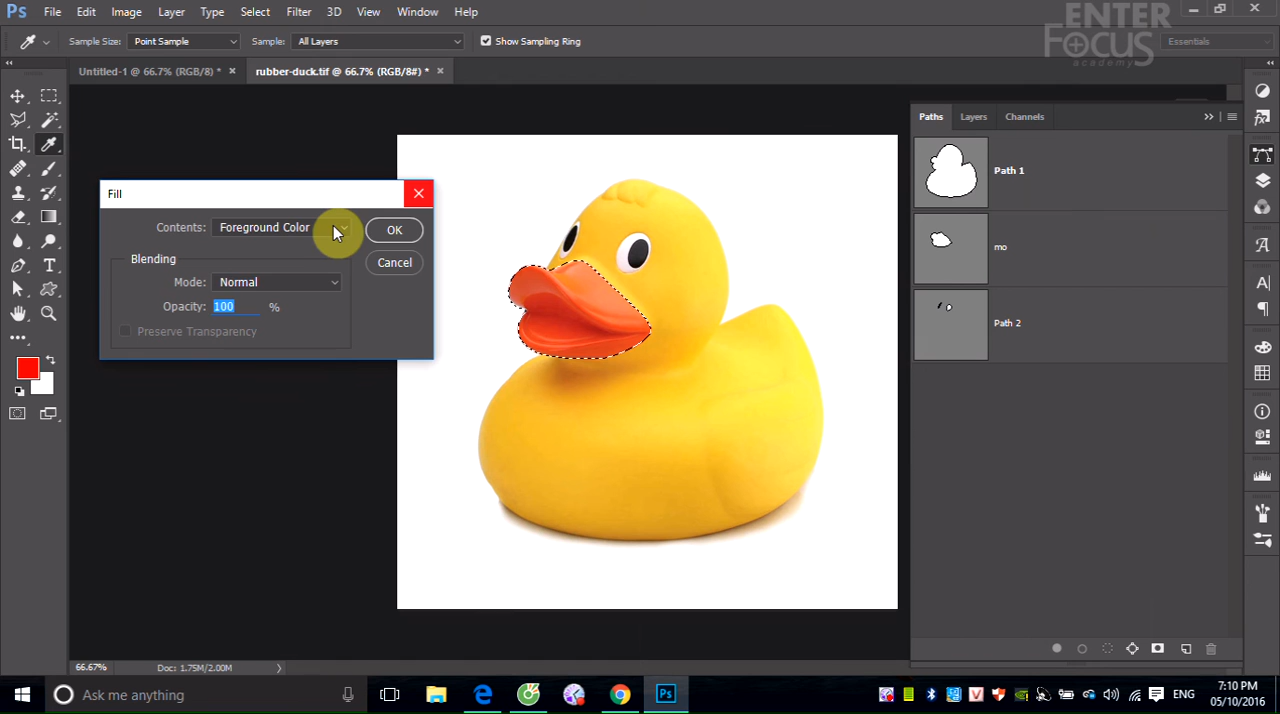 Ps File Edit Image Layer Type Select Filter 3D View Window Help
ENTER
FOCUS
academy
Sample Size: Point Sample Sample: All Layers Show Sampling Ring Essentials
Untitled-1 @ 66.7% (RGB/8) * × rubber-duck.tif @ 66.7% (RGB/8#) * ×
Paths Layers Channels
Path 1
mo
Path 2
Fill
Contents: Foreground Color OK
Blending
Cancel
Mode: Normal
Opacity: 100 %
Preserve Transparency
66.67% Doc: 1.75M/2.00M
Ask me anything
Ps
ENG
7:10 PM
05/10/2016